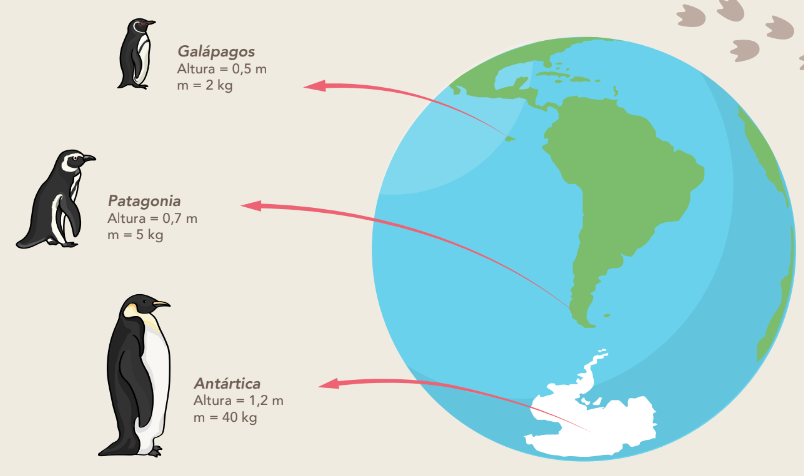 Galápagos
Altura = 0,5 m
m = 2 kg
Patagonia
Altura = 0,7 m
m = 5 kg
Antártica
Altura = 1,2 m
m = 40 kg